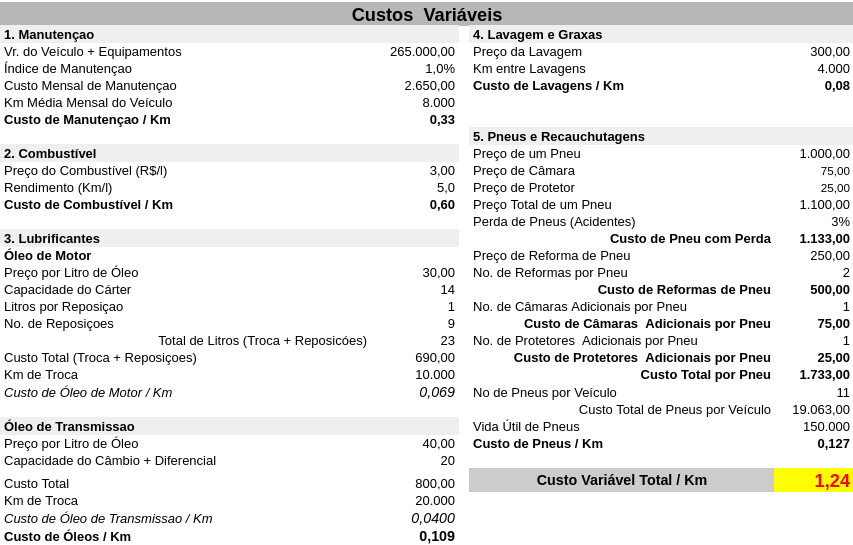 Custos  Variáveis
1. Manutençao
Vr. do Veículo + Equipamentos 265.000,00
Índice de Manutençao 1,0%
Custo Mensal de Manutençao 2.650,00
Km Média Mensal do Veículo 8.000
Custo de Manutençao / Km 0,33
2. Combustível
Preço do Combustível (R$/l) 3,00
Rendimento (Km/l) 5,0
Custo de Combustível / Km 0,60
3. Lubrificantes
Óleo de Motor
Preço por Litro de Óleo 30,00
Capacidade do Cárter 14
Litros por Reposiçao 1
No. de Reposiçoes 9
Total de Litros (Troca + Reposicóes) 23
Custo Total (Troca + Reposiçoes) 690,00
Km de Troca 10.000
Custo de Óleo de Motor / Km 0,069
Óleo de Transmissao
Preço por Litro de Óleo 40,00
Capacidade do Câmbio + Diferencial 20
Custo Total 800,00
Km de Troca 20.000
Custo de Óleo de Transmissao / Km 0,0400
Custo de Óleos / Km 0,109
4. Lavagem e Graxas
Preço da Lavagem 300,00
Km entre Lavagens 4.000
Custo de Lavagens / Km 0,08
5. Pneus e Recauchutagens
Preço de um Pneu 1.000,00
Preço de Câmara 75,00
Preço de Protetor 25,00
Preço Total de um Pneu 1.100,00
Perda de Pneus (Acidentes) 3%
Custo de Pneu com Perda 1.133,00
Preço de Reforma de Pneu 250,00
No. de Reformas por Pneu 2
Custo de Reformas de Pneu 500,00
No. de Câmaras Adicionais por Pneu 1
Custo de Câmaras  Adicionais por Pneu 75,00
No. de Protetores  Adicionais por Pneu 1
Custo de Protetores  Adicionais por Pneu 25,00
Custo Total por Pneu 1.733,00
No de Pneus por Veículo 11
Custo Total de Pneus por Veículo 19.063,00
Vida Útil de Pneus 150.000
Custo de Pneus / Km 0,127
Custo Variável Total / Km 1,24